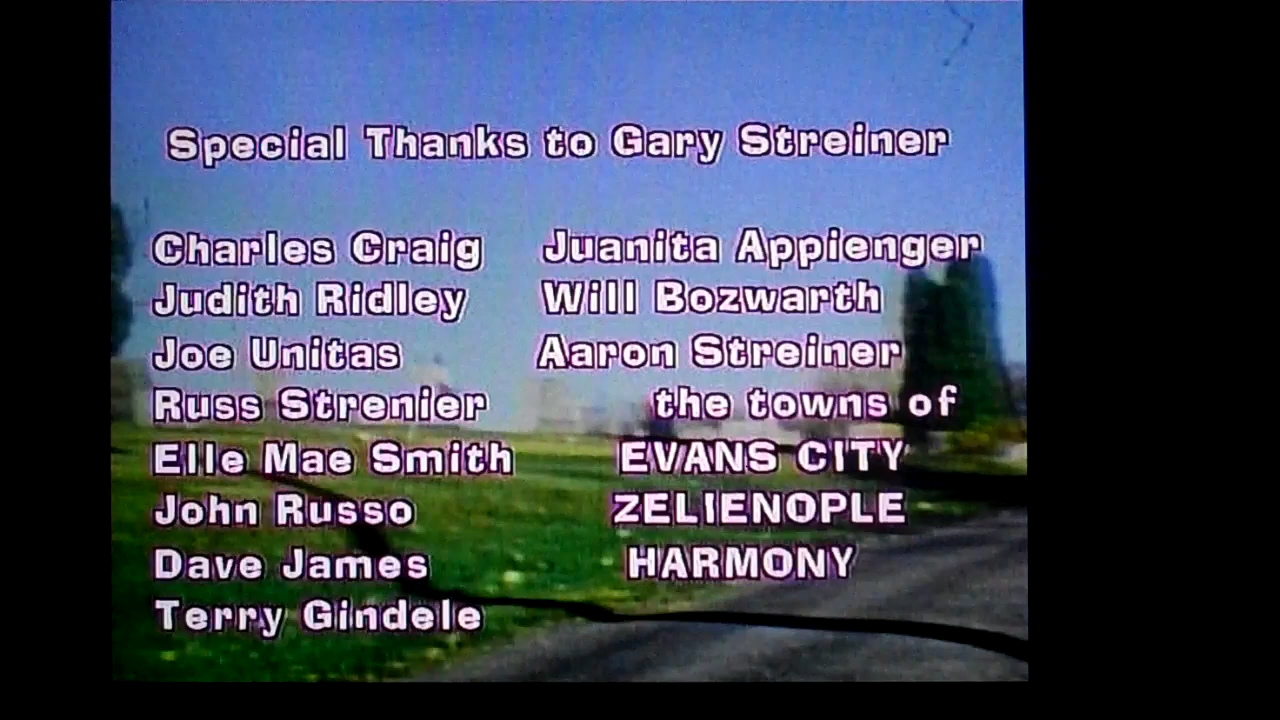 Special Thanks to Gary Streiner
Charles Craig
Judith Ridley
Joe Unitas
Russ Strenier
Elle Mae Smith
John Russo
Dave James
Terry Gindele
Juanita Appienger
Will Bozwarth
Aaron Streiner
the towns of
EVANS CITY
ZELIENOPLE
HARMONY